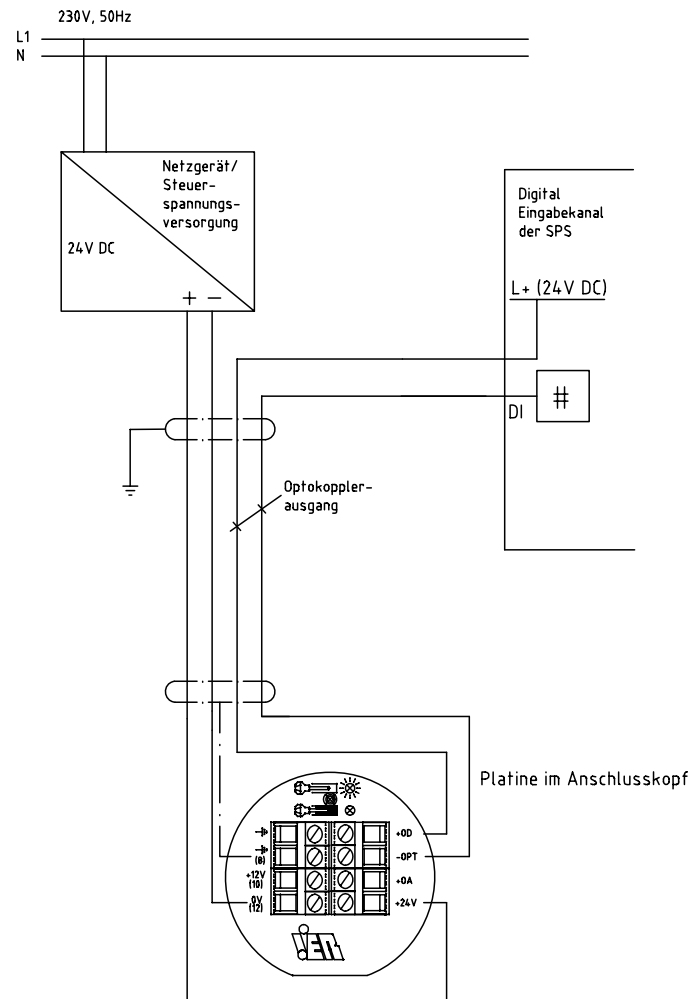 230V, 50Hz
L1
N
Netzgerät/
Steuer-
spannungs-
versorgung
24V DC
+ −
Digital
Eingabekanal
der SPS
L+ (24V DC)
#
DI
Optokoppler-
ausgang
Platine im Anschlusskopf
+OD
(8)
-OPT
+12V
(10)
+OA
0V
(12)
+24V